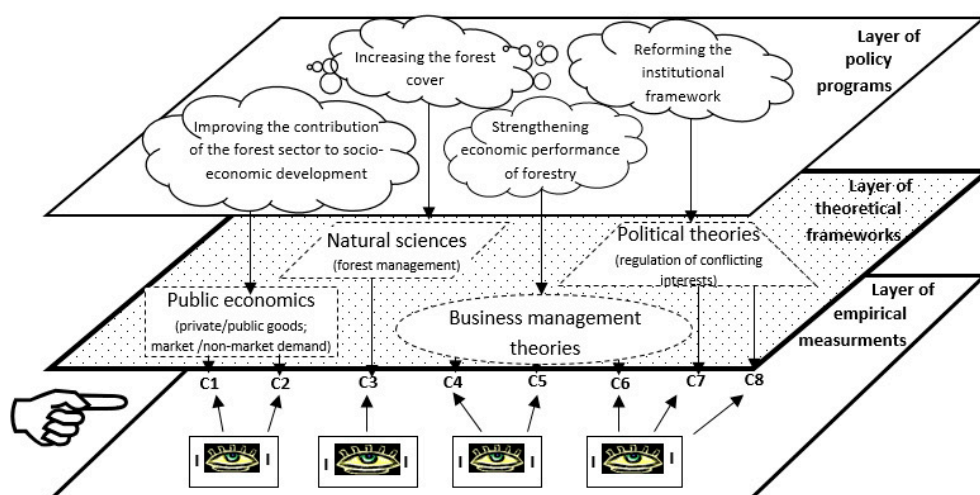 Layer of
policy
programs
Increasing the forest
cover
Reforming the
institutional
framework
Improving the contribution
of the forest sector to socio-
economic development
Strengthening
economic performance
of forestry
Layer of
theoretical
frameworks
Natural sciences
(forest management)
Political theories
(regulation of conflicting
interests)
Public economics
(private/public goods;
market /non-market demand)
Business management
theories
Layer of
empirical
measurments
C1 C2 C3 C4 C5 C6 C7 C8
I I I I I I I I